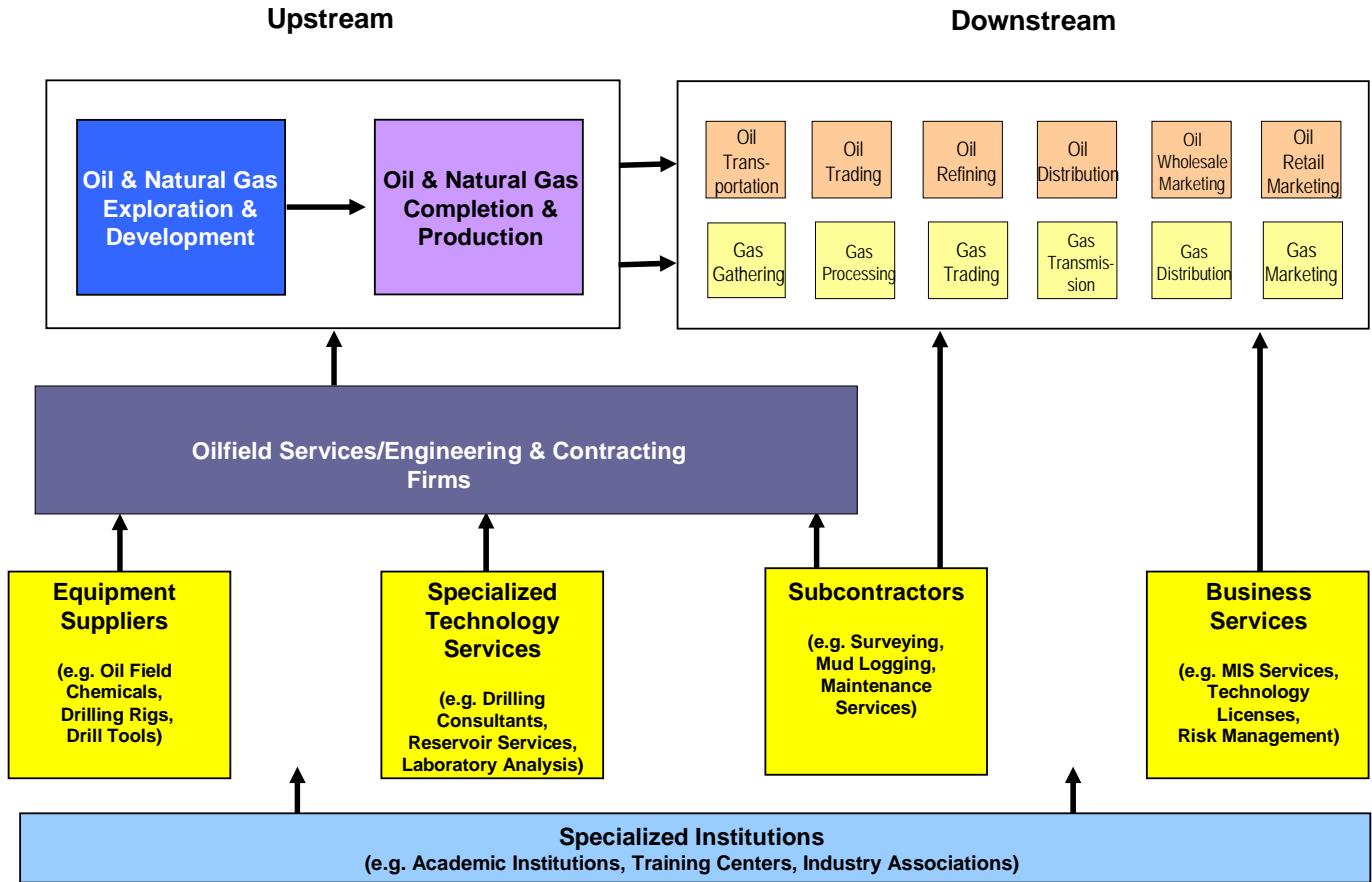 Upstream
Downstream
Oil & Natural Gas
Exploration &
Development
Oil & Natural Gas
Completion &
Production
Oil
Trans-
portation
Oil
Trading
Oil
Refining
Oil
Distribution
Oil
Wholesale
Marketing
Oil
Retail
Marketing
Gas
Gathering
Gas
Processing
Gas
Trading
Gas
Transmis-
sion
Gas
Distribution
Gas
Marketing
Oilfield Services/Engineering & Contracting
Firms
Equipment
Suppliers
(e.g. Oil Field
Chemicals,
Drilling Rigs,
Drill Tools)
Specialized
Technology
Services
(e.g. Drilling
Consultants,
Reservoir Services,
Laboratory Analysis)
Subcontractors
(e.g. Surveying,
Mud Logging,
Maintenance
Services)
Business
Services
(e.g. MIS Services,
Technology
Licenses,
Risk Management)
Specialized Institutions
(e.g. Academic Institutions, Training Centers, Industry Associations)